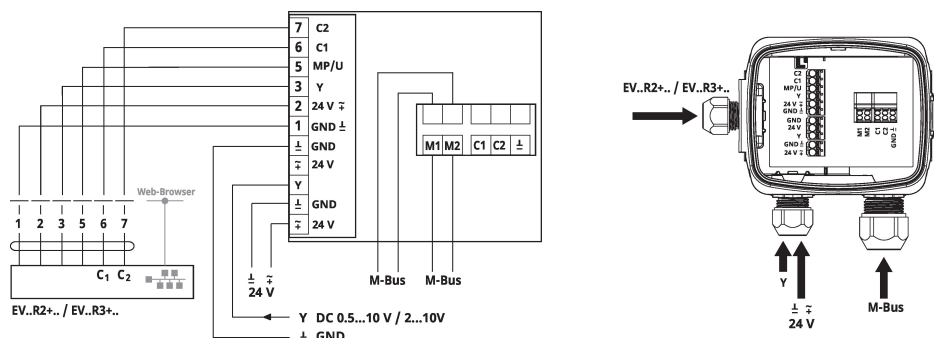 7 C2
6 C1
5 MP/U
3 Y
2 24 V ⩱
1 GND ⏊
⏊ GND
⩱ 24 V
Y
⏊ GND
⩱ 24 V
M1 M2 C1 C2 ⏊
Web-Browser
1 2 3 5 6 7
C1 C2
EV..R2+.. / EV..R3+..
⏊ ⩱
24 V
M-Bus M-Bus
Y DC 0.5...10 V / 2...10V
⏊ GND
EV..R2+.. / EV..R3+..
C2
C1
MP/U
Y
24 V ⩱
GND ⏊
GND
24 V
Y
GND ⏊
24 V ⩱
M1
M2
C1
C2
GND ⏊
Y
⏊ ⩱
24 V
M-Bus